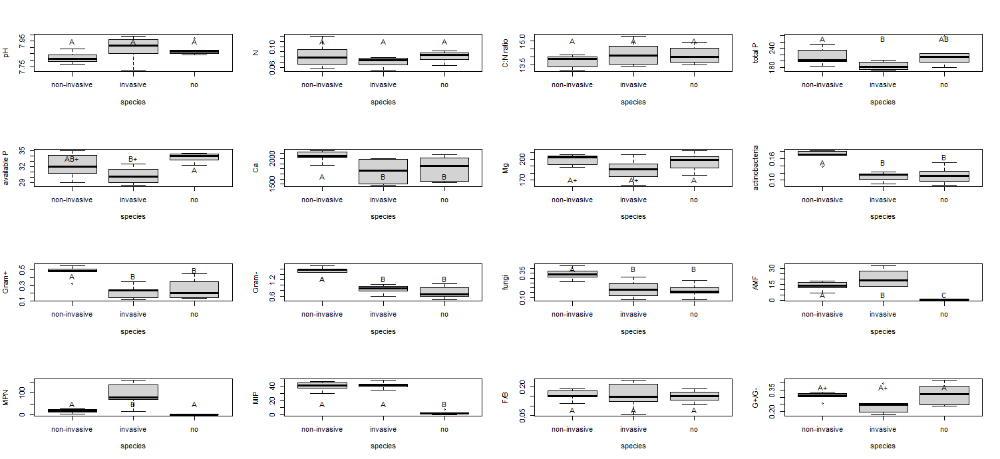 pH
7.95
7.75
A A A
non-invasive invasive no
species
N
0.10
0.06
A A A
non-invasive invasive no
species
C:N ratio
15.0
13.5
A A A
non-invasive invasive no
species
total P
240
180
A B AB
non-invasive invasive no
species
available P
35
32
29
AB+ B+ A
non-invasive invasive no
species
Ca
2000
1500
A B B
non-invasive invasive no
species
Mg
200
170
A+ A+ A
non-invasive invasive no
species
actinobacteria
0.16
0.10
A B B
non-invasive invasive no
species
Gram+
0.5
0.3
0.1
A B B
non-invasive invasive no
species
Gram-
1.2
0.6
A B B
non-invasive invasive no
species
fungi
0.35
0.10
A B B
non-invasive invasive no
species
AMF
30
15
0
A B C
non-invasive invasive no
species
MPN
100
0
A B A
non-invasive invasive no
species
MIP
40
20
0
A A B
non-invasive invasive no
species
F/B
0.20
0.05
A A A
non-invasive invasive no
species
G+/G-
0.35
0.20
A+ A+ A
non-invasive invasive no
species